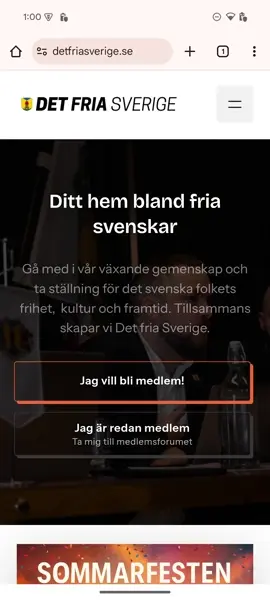 1:00
detfriasverige.se
1
DET FRIA SVERIGE
Ditt hem bland fria
svenskar
Gå med i vår växande gemenskap och
ta ställning för det svenska folkets
frihet, kultur och framtid. Tillsammans
skapar vi Det fria Sverige.
Jag vill bli medlem!
Jag är redan medlem
Ta mig till medlemsforumet
SOMMARFESTEN